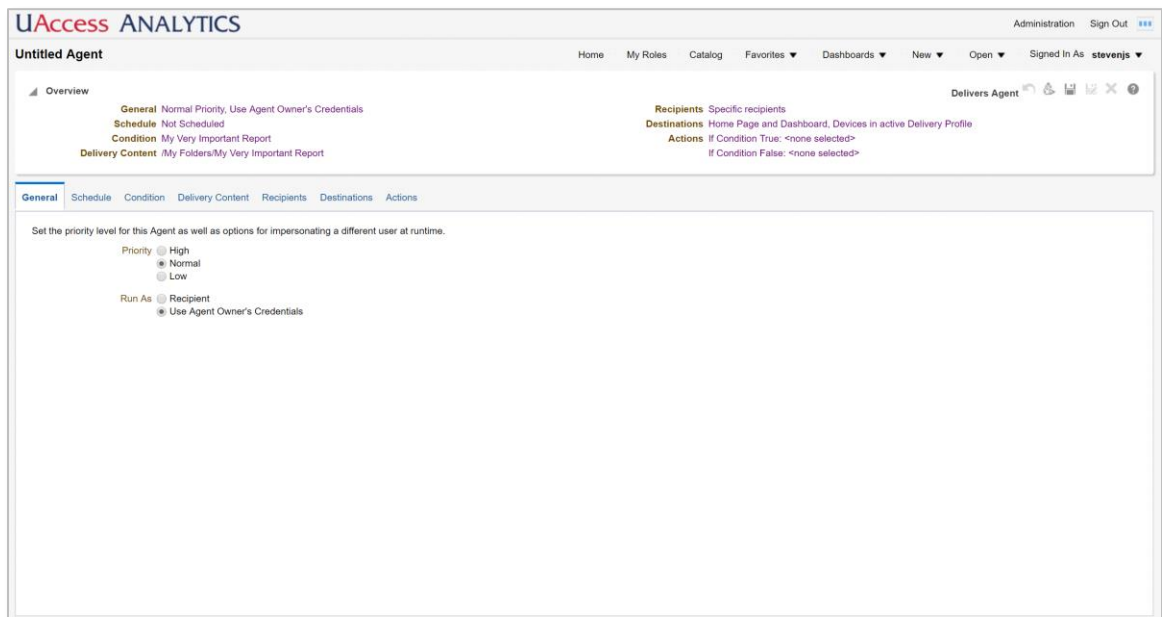 UACCESS ANALYTICS
Administration Sign Out
Untitled Agent
Home My Roles Catalog Favorites Dashboards New Open Signed In As stevenjs
Overview
Delivers Agent
General Normal Priority, Use Agent Owner's Credentials
Schedule Not Scheduled
Condition My Very Important Report
Delivery Content /My Folders/My Very Important Report
Recipients Specific recipients
Destinations Home Page and Dashboard, Devices in active Delivery Profile
Actions If Condition True: <none selected>
If Condition False: <none selected>
General Schedule Condition Delivery Content Recipients Destinations Actions
Set the priority level for this Agent as well as options for impersonating a different user at runtime.
Priority High
Normal
Low
Run As Recipient
Use Agent Owner's Credentials